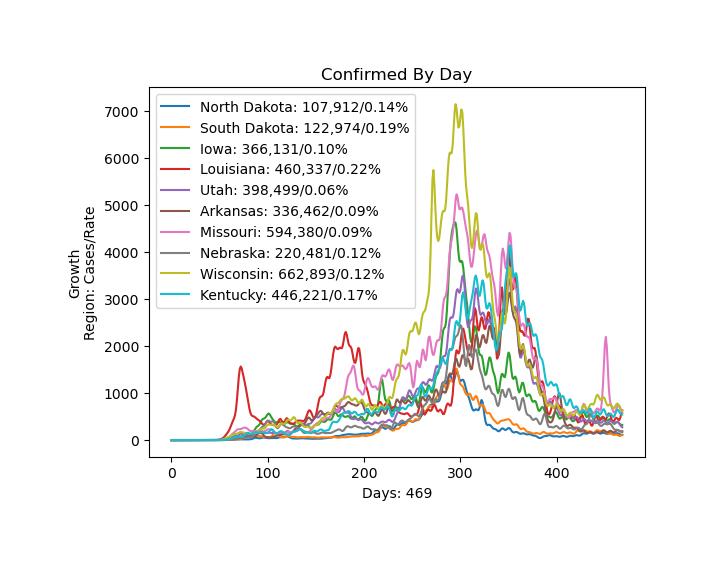 Confirmed By Day
7000
6000
5000
4000
3000
2000
1000
0
Growth
Region: Cases/Rate
North Dakota: 107,912/0.14%
South Dakota: 122,974/0.19%
Iowa: 366,131/0.10%
Louisiana: 460,337/0.22%
Utah: 398,499/0.06%
Arkansas: 336,462/0.09%
Missouri: 594,380/0.09%
Nebraska: 220,481/0.12%
Wisconsin: 662,893/0.12%
Kentucky: 446,221/0.17%
0 100 200 300 400
Days: 469